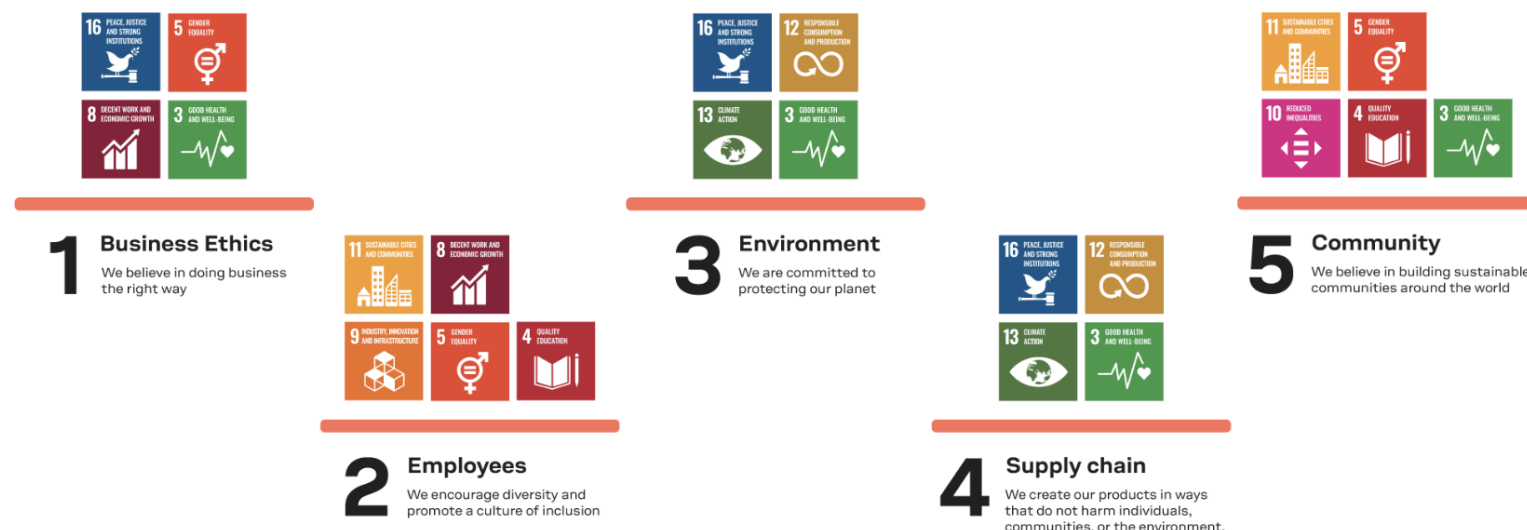 16 PEACE, JUSTICE
AND STRONG
INSTITUTIONS
5 GENDER
EQUALITY
8 DECENT WORK AND
ECONOMIC GROWTH
3 GOOD HEALTH
AND WELL-BEING
1 Business Ethics
We believe in doing business
the right way
11 SUSTAINABLE CITIES
AND COMMUNITIES
8 DECENT WORK AND
ECONOMIC GROWTH
9 INDUSTRY, INNOVATION
AND INFRASTRUCTURE
5 GENDER
EQUALITY
4 QUALITY
EDUCATION
2 Employees
We encourage diversity and
promote a culture of inclusion
16 PEACE, JUSTICE
AND STRONG
INSTITUTIONS
12 RESPONSIBLE
CONSUMPTION
AND PRODUCTION
13 CLIMATE
ACTION
3 GOOD HEALTH
AND WELL-BEING
3 Environment
We are committed to
protecting our planet
16 PEACE, JUSTICE
AND STRONG
INSTITUTIONS
12 RESPONSIBLE
CONSUMPTION
AND PRODUCTION
13 CLIMATE
ACTION
3 GOOD HEALTH
AND WELL-BEING
4 Supply chain
We create our products in ways
that do not harm individuals,
communities, or the environment.
11 SUSTAINABLE CITIES
AND COMMUNITIES
5 GENDER
EQUALITY
10 REDUCED
INEQUALITIES
4 QUALITY
EDUCATION
3 GOOD HEALTH
AND WELL-BEING
5 Community
We believe in building sustainable
communities around the world